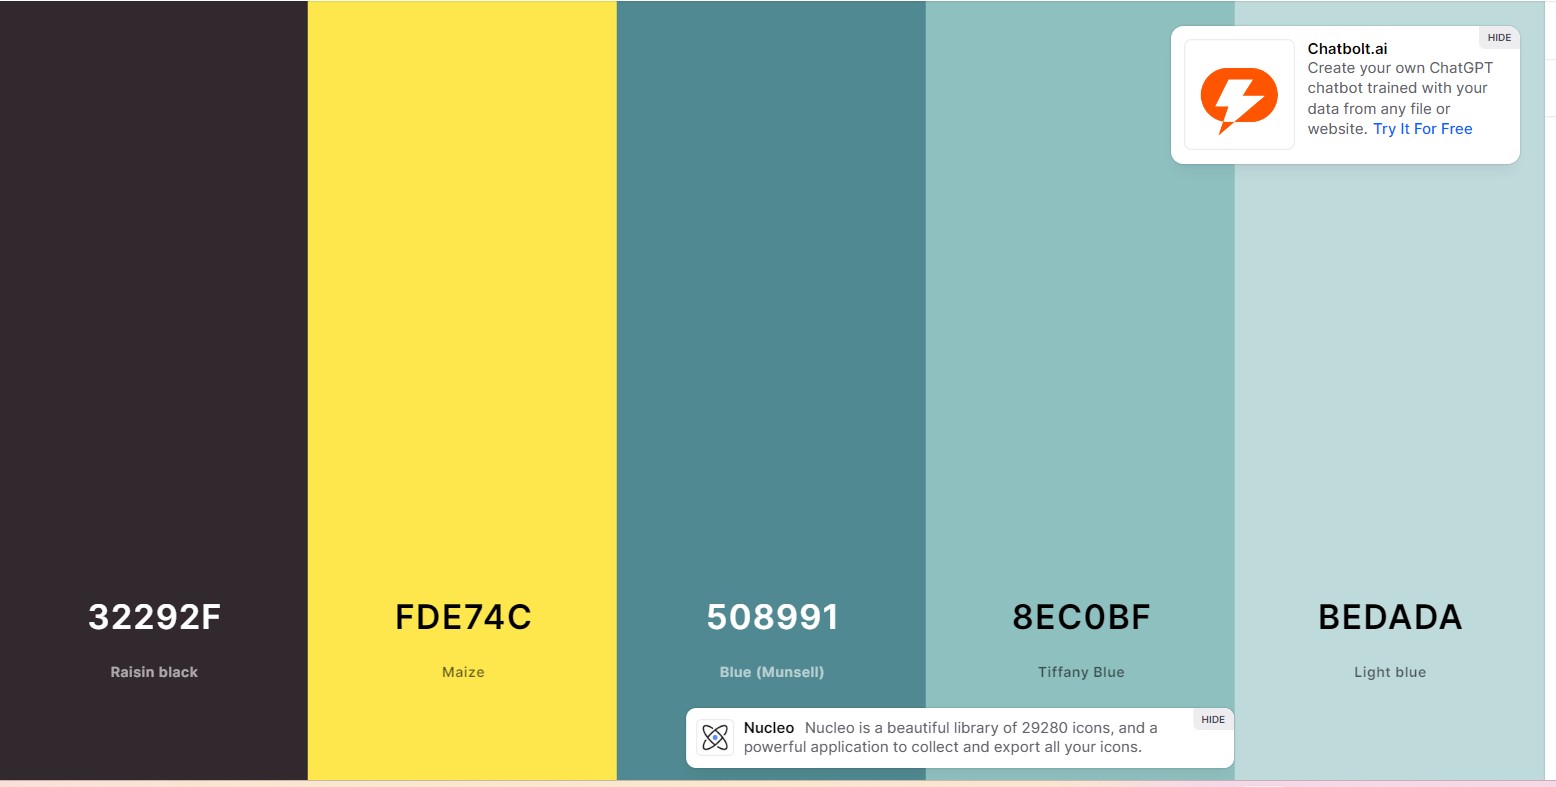 HIDE
Chatbolt.ai
Create your own ChatGPT
chatbot trained with your
data from any file or
website. Try It For Free
32292F
Raisin black
FDE74C
Maize
508991
Blue (Munsell)
8EC0BF
Tiffany Blue
BEDADA
Light blue
HIDE
Nucleo Nucleo is a beautiful library of 29280 icons, and a
powerful application to collect and export all your icons.